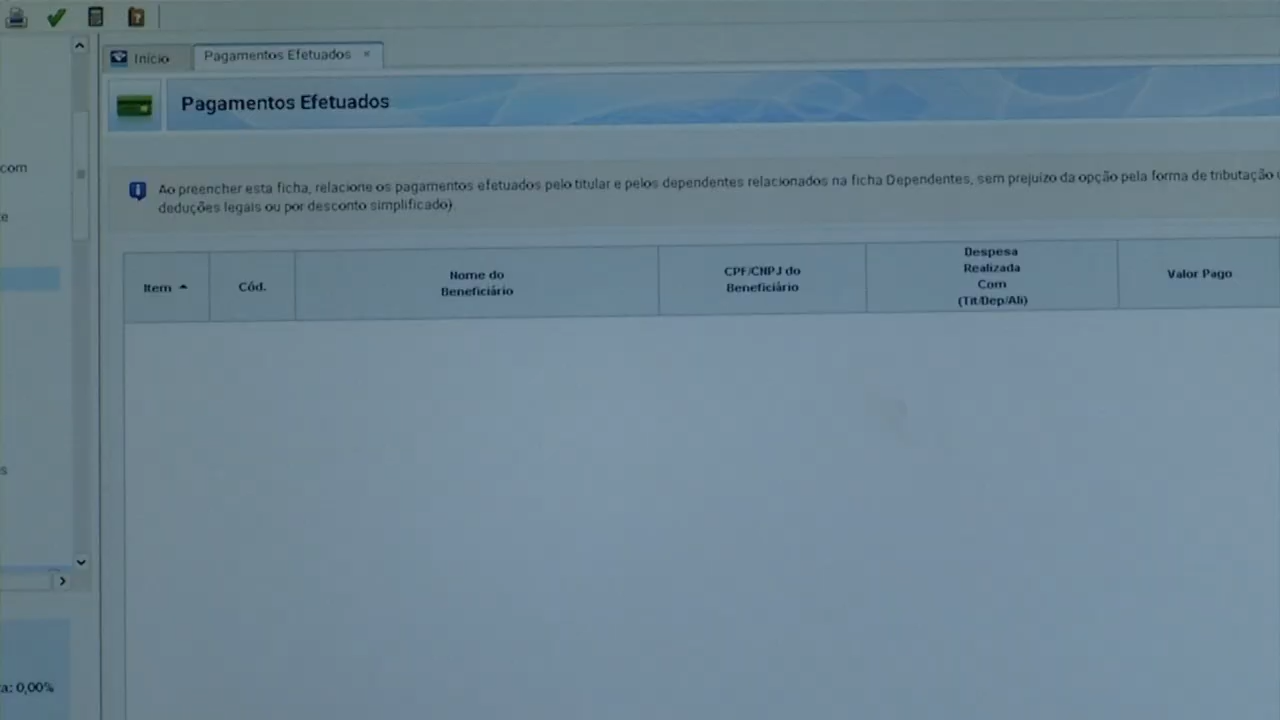 Início
Pagamentos Efetuados
Pagamentos Efetuados
com
e
Ao preencher esta ficha, relacione os pagamentos efetuados pelo titular e pelos dependentes relacionados na ficha Dependentes, sem prejuízo da opção pela forma de tributação
deduções legais ou por desconto simplificado).
Item
Cód.
Nome do
Beneficiário
CPF/CNPJ do
Beneficiário
Despesa
Realizada
Com
(Tit/Dep/Ali)
Valor Pago
s
a: 0,00%